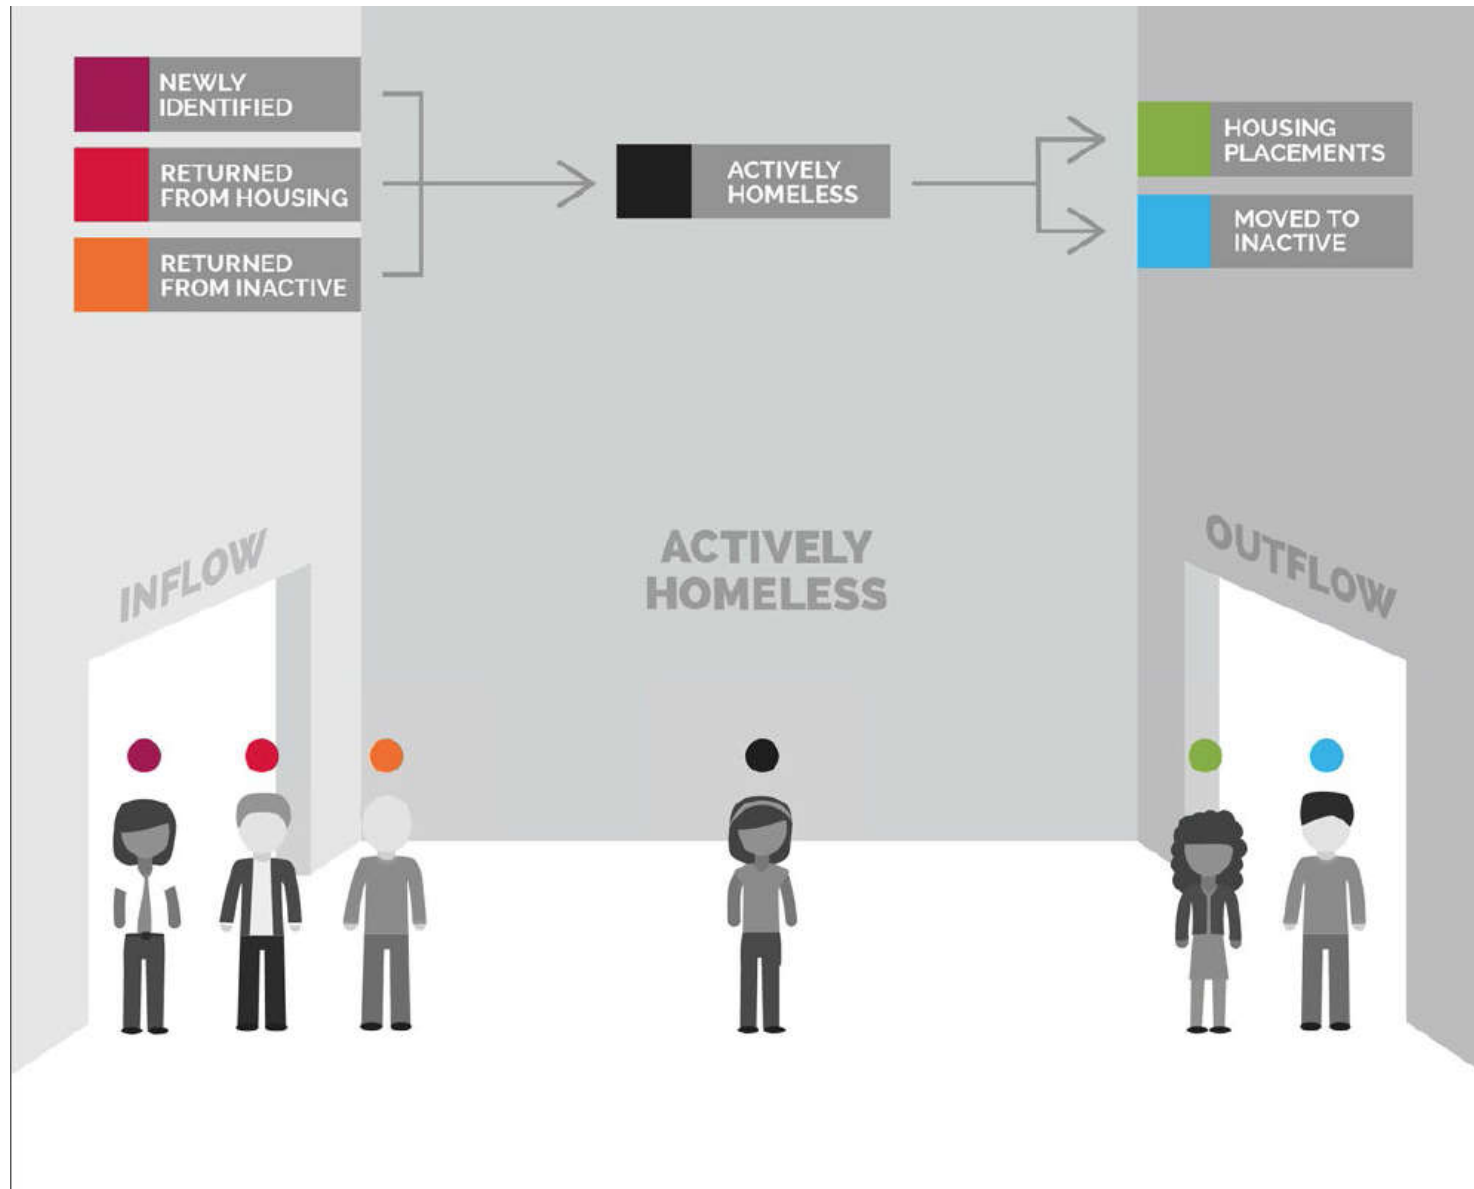 NEWLY
IDENTIFIED
RETURNED
FROM HOUSING
RETURNED
FROM INACTIVE
ACTIVELY
HOMELESS
HOUSING
PLACEMENTS
MOVED TO
INACTIVE
INFLOW
ACTIVELY
HOMELESS
OUTFLOW